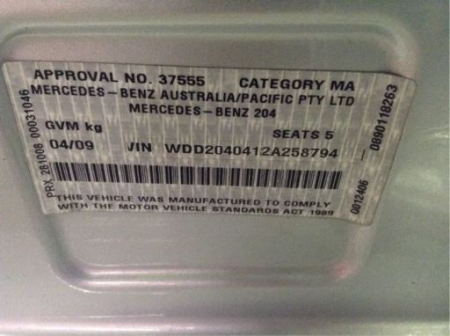 APPROVAL NO. 37555 CATEGORY MA
MERCEDES-BENZ AUSTRALIA/PACIFIC PTY LTD
MERCEDES-BENZ 204
GVM kg SEATS 5
04/09 VIN WDD2040412A258794
THIS VEHICLE WAS MANUFACTURED TO COMPLY
WITH THE MOTOR VEHICLE STANDARDS ACT 1989
PRX 281008 00031046
0890118263
0012406